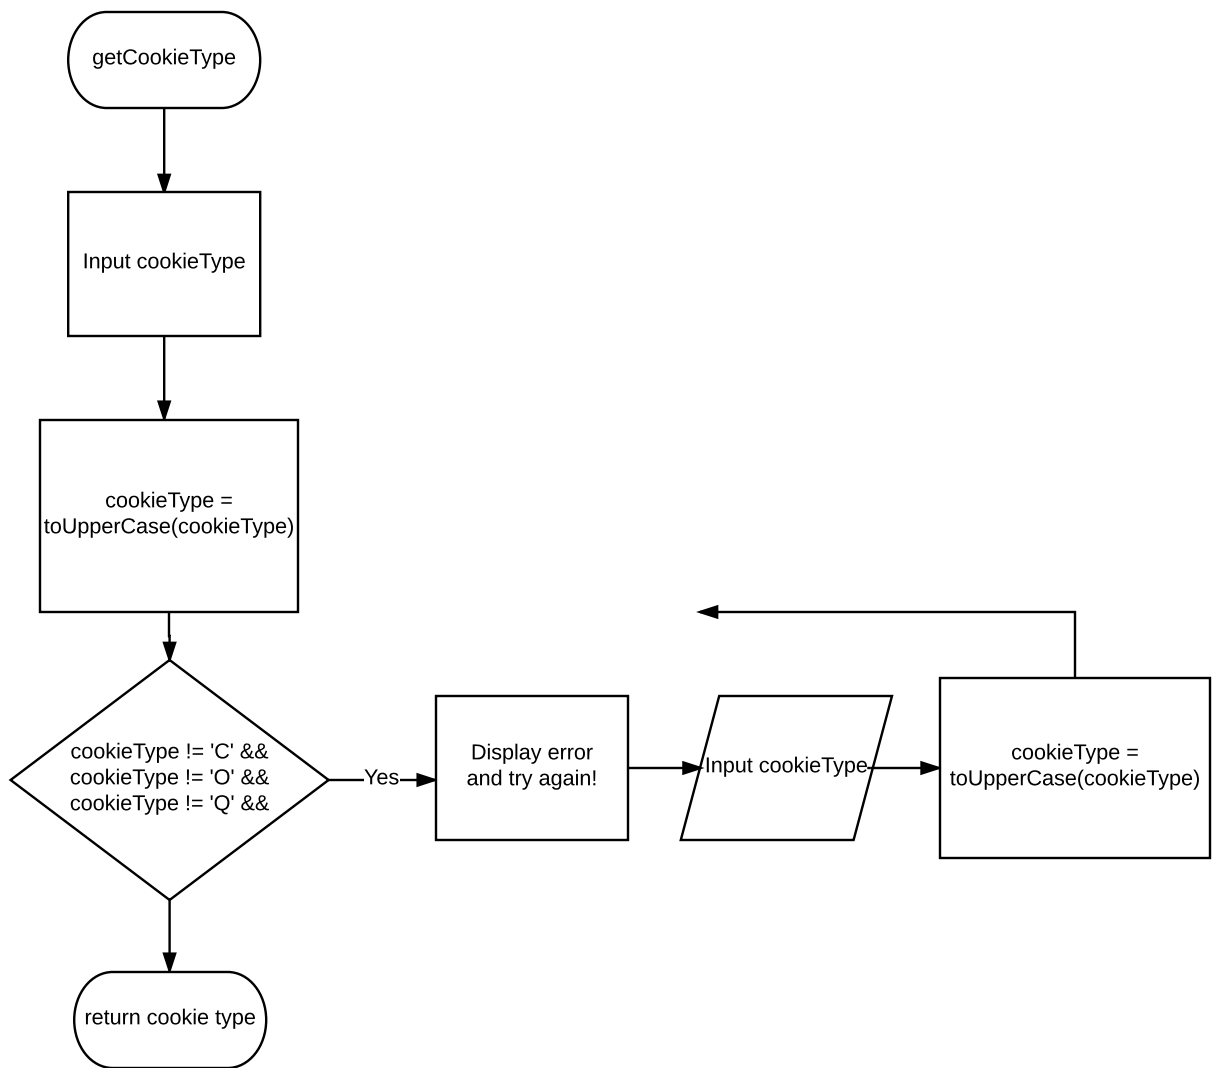 getCookieType
Input cookieType
cookieType =
toUpperCase(cookieType)
cookieType != 'C' &&
cookieType != 'O' &&
cookieType != 'Q' &&
Yes
Display error
and try again!
Input cookieType
cookieType =
toUpperCase(cookieType)
return cookie type